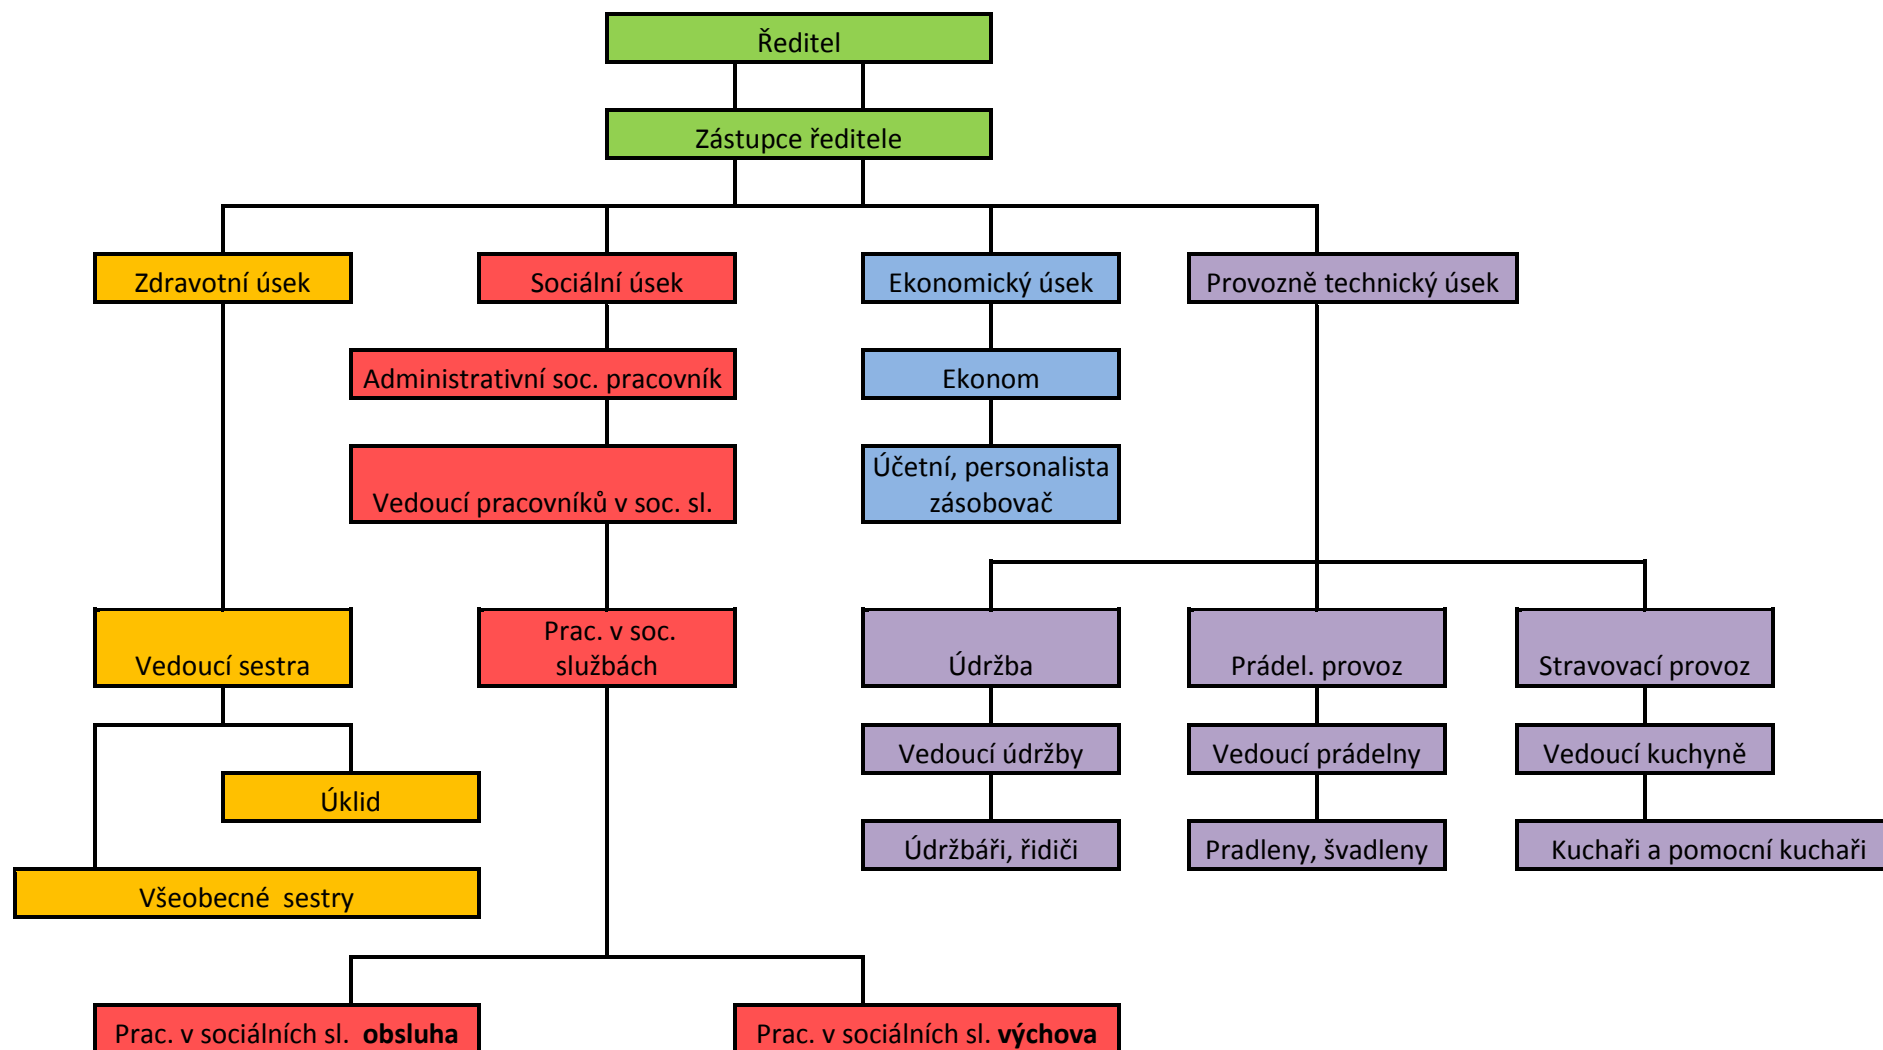 Ředitel
Zástupce ředitele
Zdravotní úsek
Sociální úsek
Ekonomický úsek
Provozně technický úsek
Administrativní soc. pracovník
Ekonom
Vedoucí pracovníků v soc. sl.
Účetní, personalista
zásobovač
Vedoucí sestra
Prac. v soc.
službách
Údržba
Prádel. provoz
Stravovací provoz
Vedoucí údržby
Vedoucí prádelny
Vedoucí kuchyně
Úklid
Údržbáři, řidiči
Pradleny, švadleny
Kuchaři a pomocní kuchaři
Všeobecné  sestry
Prac. v sociálních sl.  obsluha
Prac. v sociálních sl. výchova